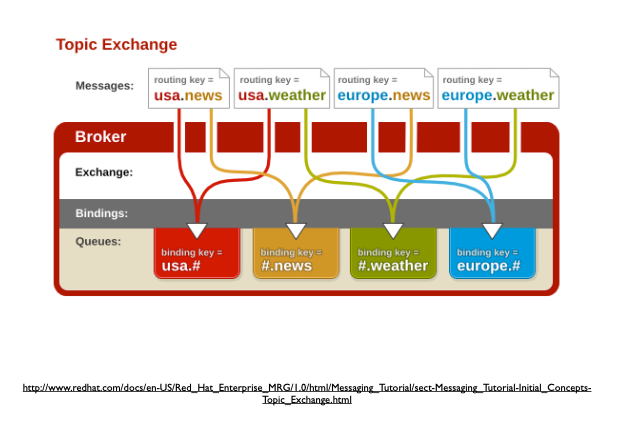 Topic Exchange
Messages:
routing key =
usa.news
routing key =
usa.weather
routing key =
europe.news
routing key =
europe.weather
Broker
Exchange:
Bindings:
Queues:
binding key =
usa.#
binding key =
#.news
binding key =
#.weather
binding key =
europe.#
http://www.redhat.com/docs/en-US/Red_Hat_Enterprise_MRG/1.0/html/Messaging_Tutorial/sect-Messaging_Tutorial-Initial_Concepts-
Topic_Exchange.html